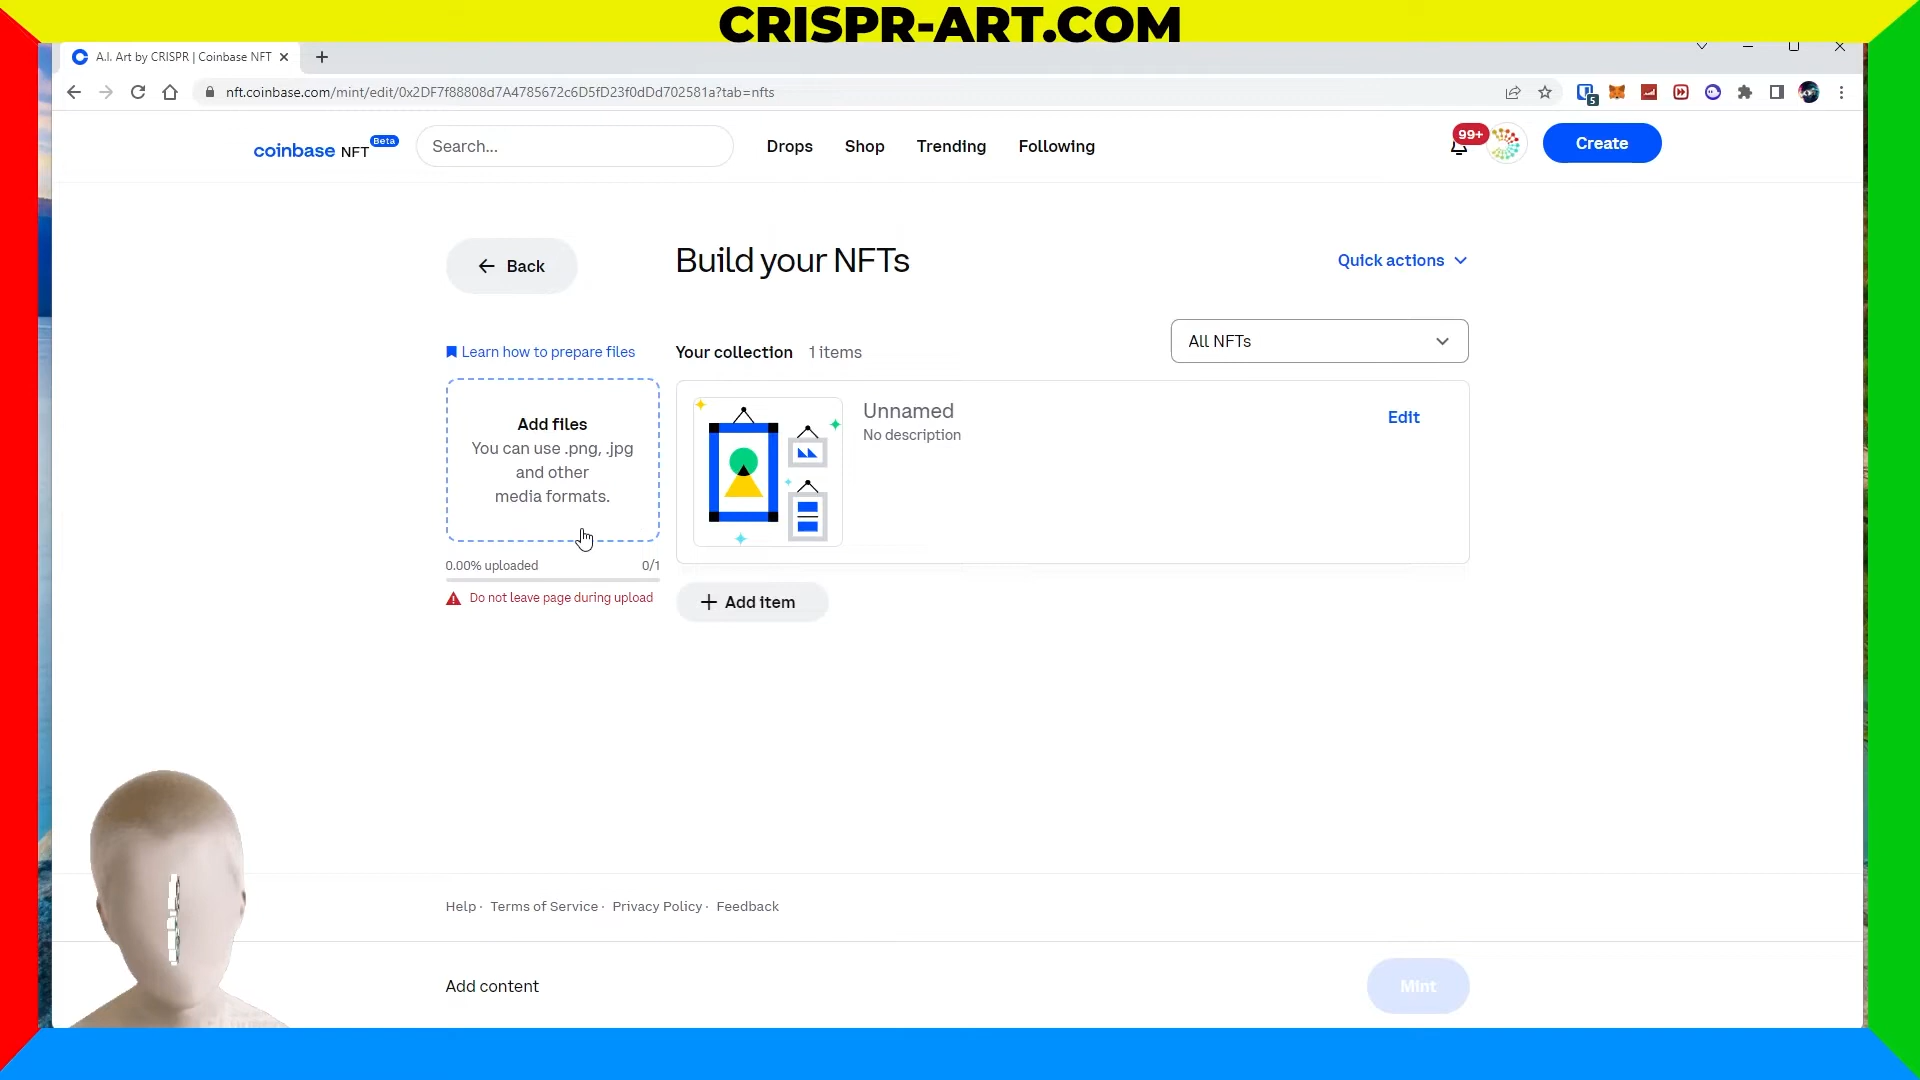 CRISPR-ART.COM
A.I. Art by CRISPR | Coinbase NFT
nft.coinbase.com/mint/edit/0x2DF7f88808d7A4785672c6D5fD23f0dDd702581a?tab=nfts
5
coinbase NFT Beta
Search...
Drops
Shop
Trending
Following
99+
Create
Back
Build your NFTs
Quick actions
Learn how to prepare files
Your collection 1 items
All NFTs
Add files
You can use .png, .jpg
and other
media formats.
0.00% uploaded 0/1
Do not leave page during upload
Unnamed
No description
Edit
+ Add item
Help · Terms of Service · Privacy Policy · Feedback
Add content
Mint